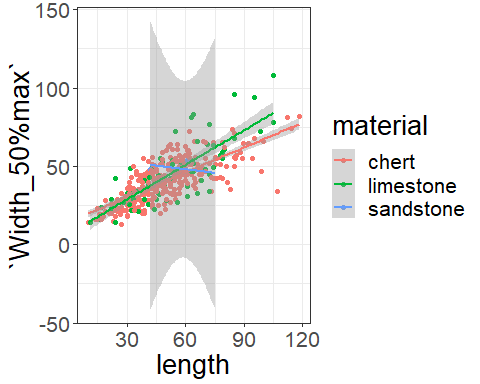 150
100
50
0
-50
`Width_50%max`
30
60
90
120
length
material
chert
limestone
sandstone